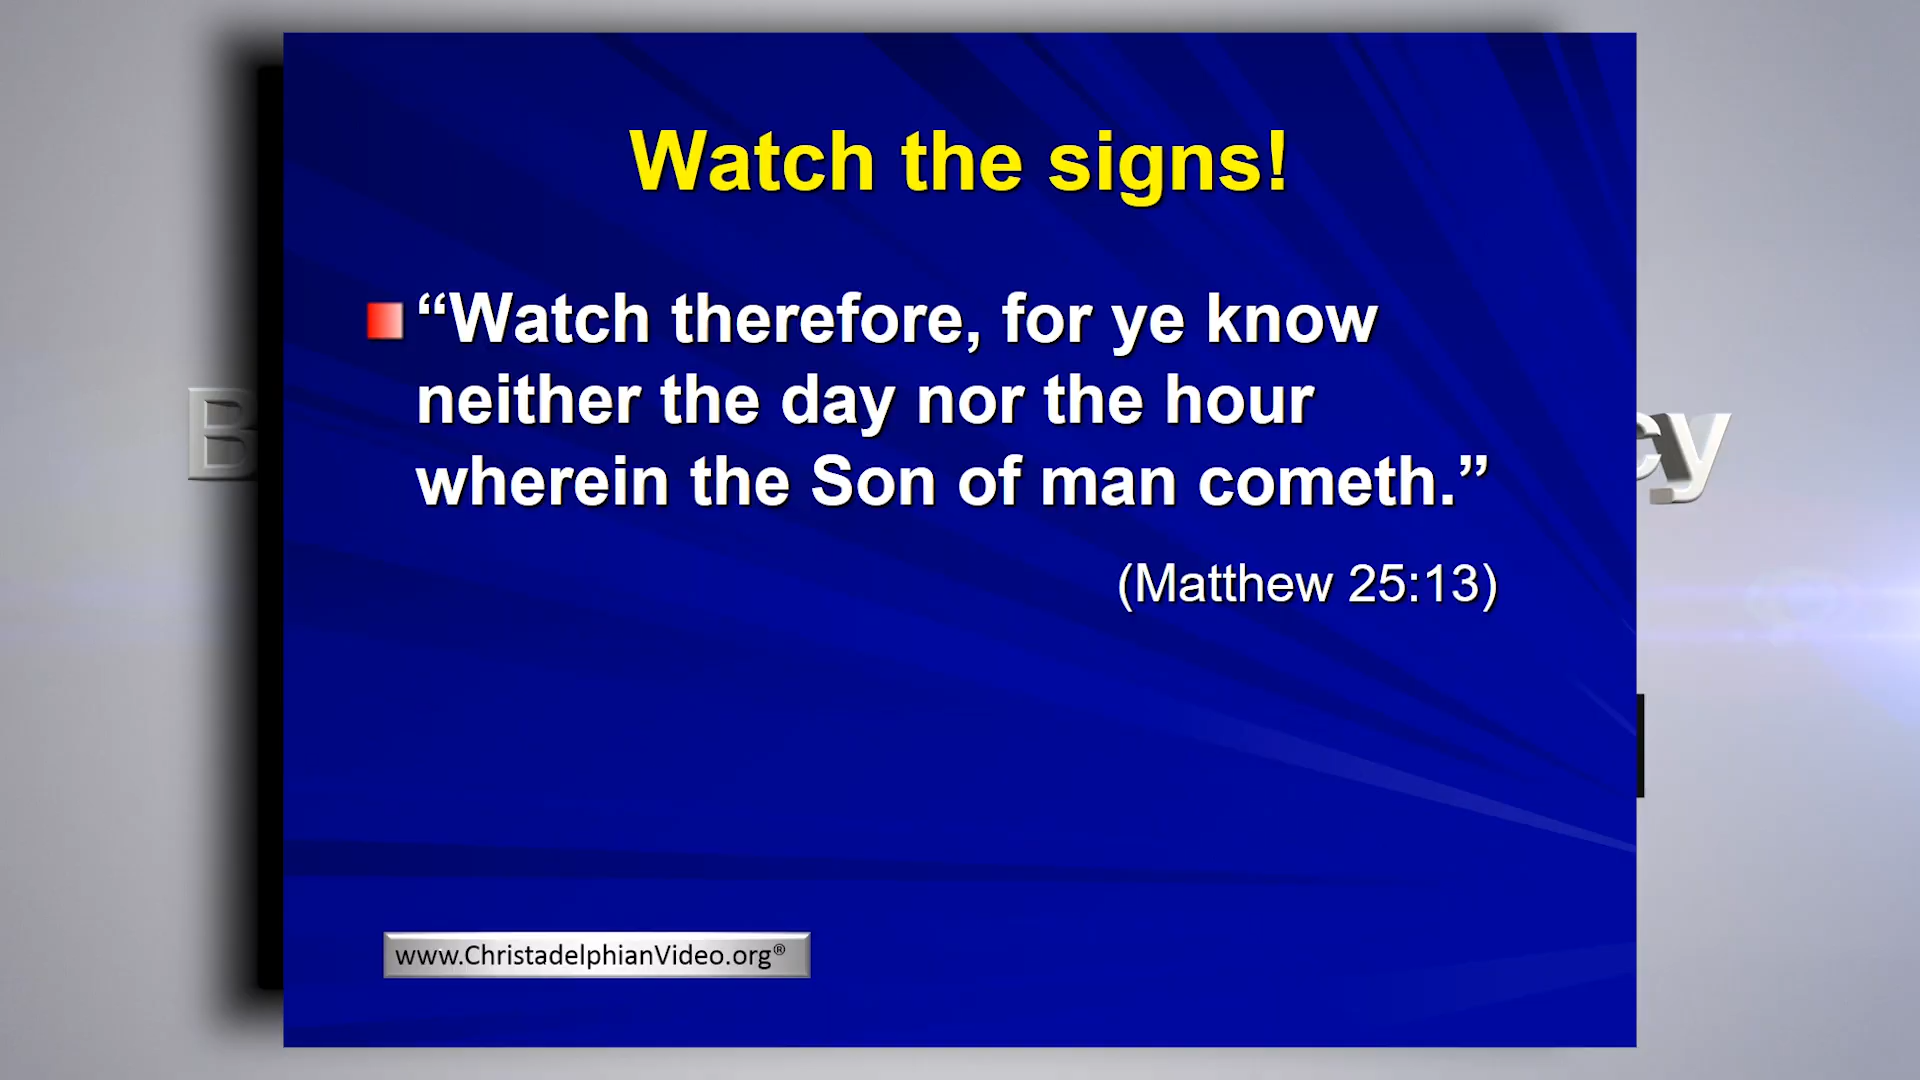 Watch the signs!
“Watch therefore, for ye know
neither the day nor the hour
wherein the Son of man cometh.”
(Matthew 25:13)
www.ChristadelphianVideo.org®